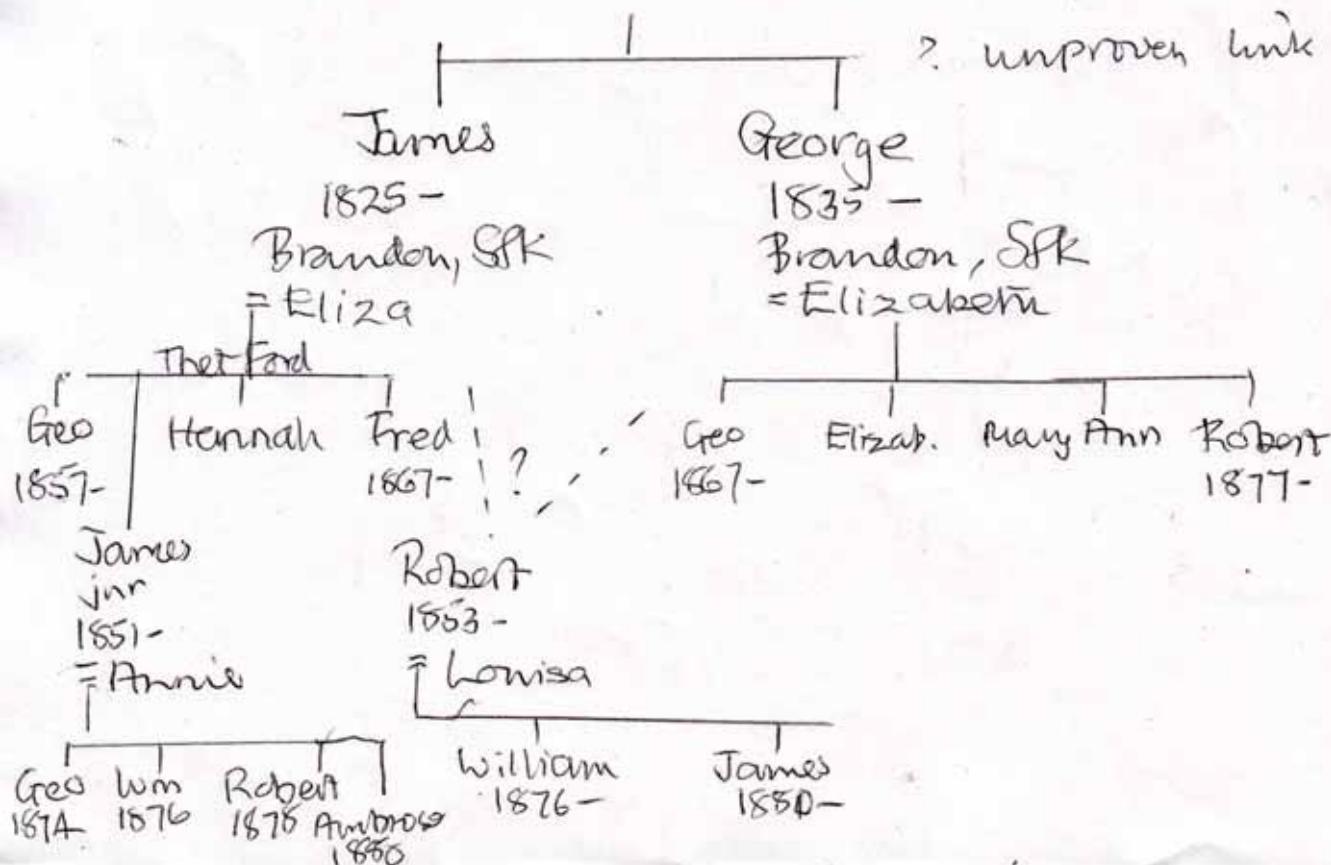 ? unproven link
James George
1825- 1835-
Brandon, Sfk Brandon, Sfk
= Eliza = Elizabeth
Thetford
Geo Hannah Fred ? Geo Elizab. Mary Ann Robert
1857- 1867- 1867- 1877-
James Robert
jnr 1853-
1851- = Louisa
= Annie
Geo Wm Robert William James
1874- 1876 1878 Ambrose 1876- 1880-
1880